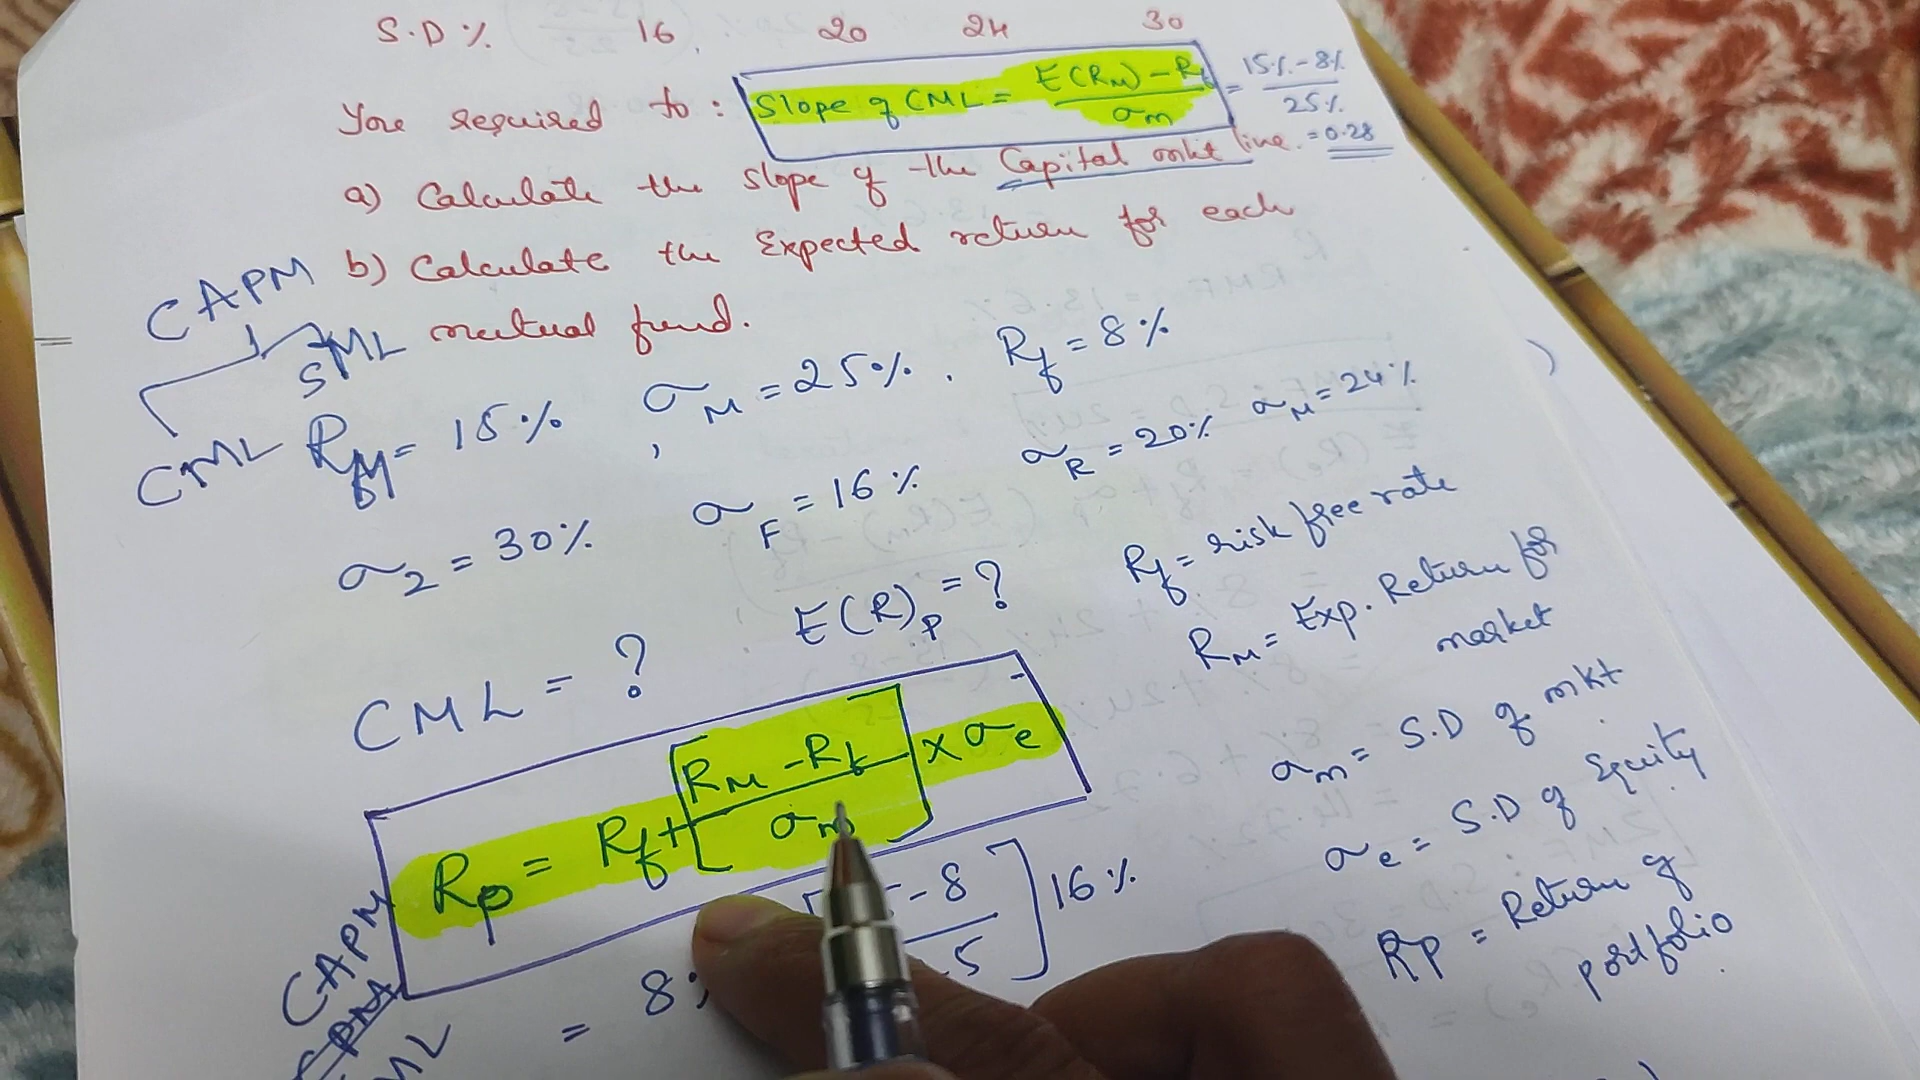 S.D % 16, 20 24 30
You required to : Slope of CML = E(RM) - Rf / σm = 15% - 8% / 25% = 0.28
a) Calculate the slope of the Capital mkt line.
b) Calculate the Expected return for each
mutual fund.
CAPM
SML
CML
RM = 15% , σM = 25% . Rf = 8%
σ2 = 30% σF = 16% σR = 20% σM = 24%
CML = ? E(R)P = ?
Rf = risk free rate
RM = Exp. Return for
market
σm = S.D of mkt
σe = S.D of Equity
RP = Return of
portfolio
Rp = Rf + [RM - Rf / σm] × σe
CAPM
- 8 / 5 ] 16%
= 8
ML